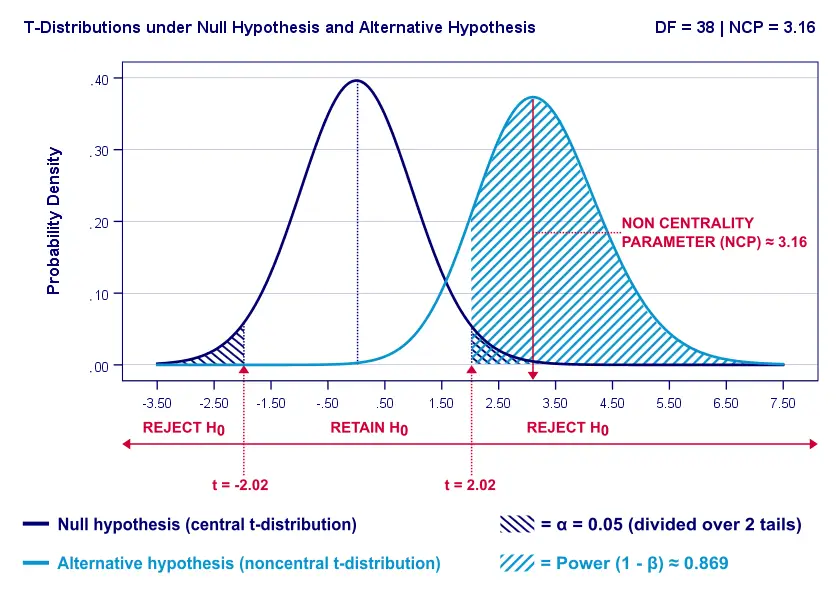 T-Distributions under Null Hypothesis and Alternative Hypothesis DF = 38 | NCP = 3.16
Probability Density
.40
.30
.20
.10
.00
NON CENTRALITY
PARAMETER (NCP) ≈ 3.16
-3.50 -2.50 -1.50 -.50 .50 1.50 2.50 3.50 4.50 5.50 6.50 7.50
REJECT H0 RETAIN H0 REJECT H0
t = -2.02 t = 2.02
Null hypothesis (central t-distribution) = α = 0.05 (divided over 2 tails)
Alternative hypothesis (noncentral t-distribution) = Power (1 - β) ≈ 0.869